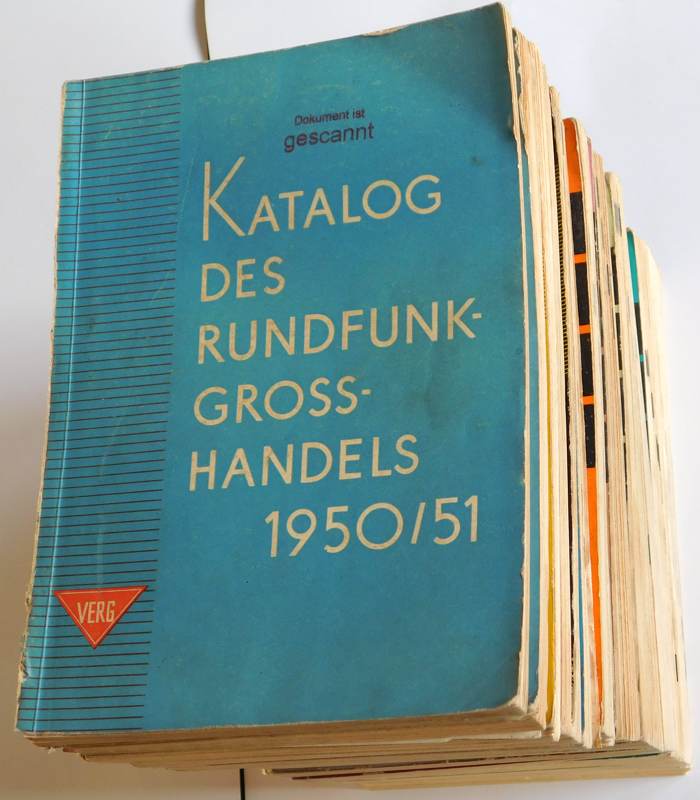 Dokument ist
gescannt
KATALOG
DES
RUNDFUNK-
GROSS-
HANDELS
1950/51
VERG